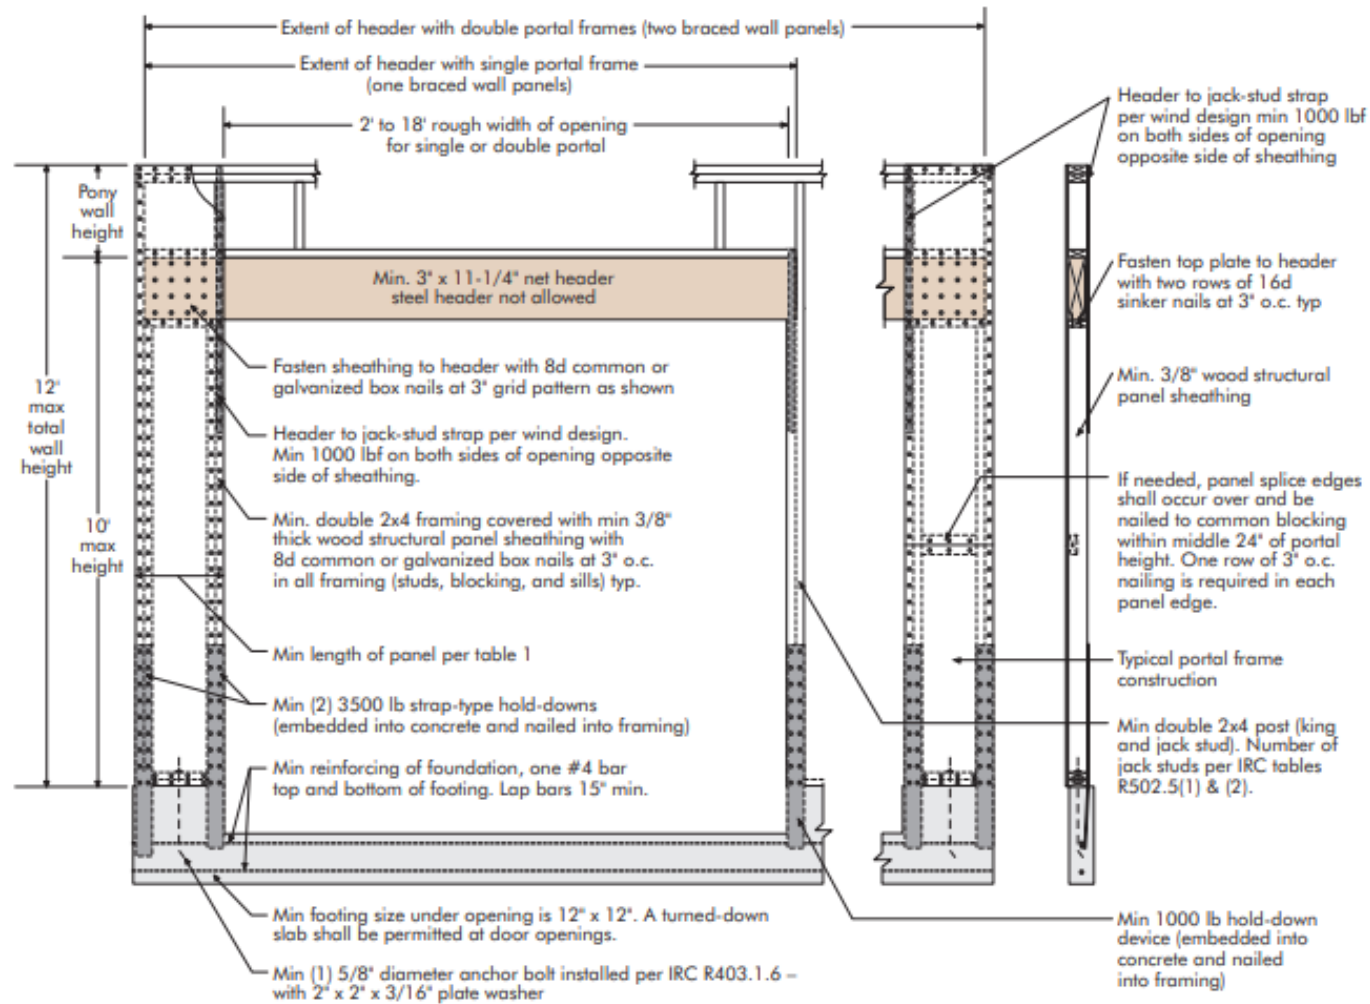 Extent of header with double portal frames (two braced wall panels)
Extent of header with single portal frame
(one braced wall panels)
2' to 18' rough width of opening
for single or double portal
Pony
wall
height
12'
max
total
wall
height
10'
max
height
Min. 3" x 11-1/4" net header
steel header not allowed
Fasten sheathing to header with 8d common or
galvanized box nails at 3" grid pattern as shown
Header to jack-stud strap per wind design.
Min 1000 lbf on both sides of opening opposite
side of sheathing.
Min. double 2x4 framing covered with min 3/8"
thick wood structural panel sheathing with
8d common or galvanized box nails at 3" o.c.
in all framing (studs, blocking, and sills) typ.
Min length of panel per table 1
Min (2) 3500 lb strap-type hold-downs
(embedded into concrete and nailed into framing)
Min reinforcing of foundation, one #4 bar
top and bottom of footing. Lap bars 15" min.
Min footing size under opening is 12" x 12". A turned-down
slab shall be permitted at door openings.
Min (1) 5/8" diameter anchor bolt installed per IRC R403.1.6 –
with 2" x 2" x 3/16" plate washer
Header to jack-stud strap
per wind design min 1000 lbf
on both sides of opening
opposite side of sheathing
Fasten top plate to header
with two rows of 16d
sinker nails at 3" o.c. typ
Min. 3/8" wood structural
panel sheathing
If needed, panel splice edges
shall occur over and be
nailed to common blocking
within middle 24" of portal
height. One row of 3" o.c.
nailing is required in each
panel edge.
Typical portal frame
construction
Min double 2x4 post (king
and jack stud). Number of
jack studs per IRC tables
R502.5(1) & (2).
Min 1000 lb hold-down
device (embedded into
concrete and nailed
into framing)